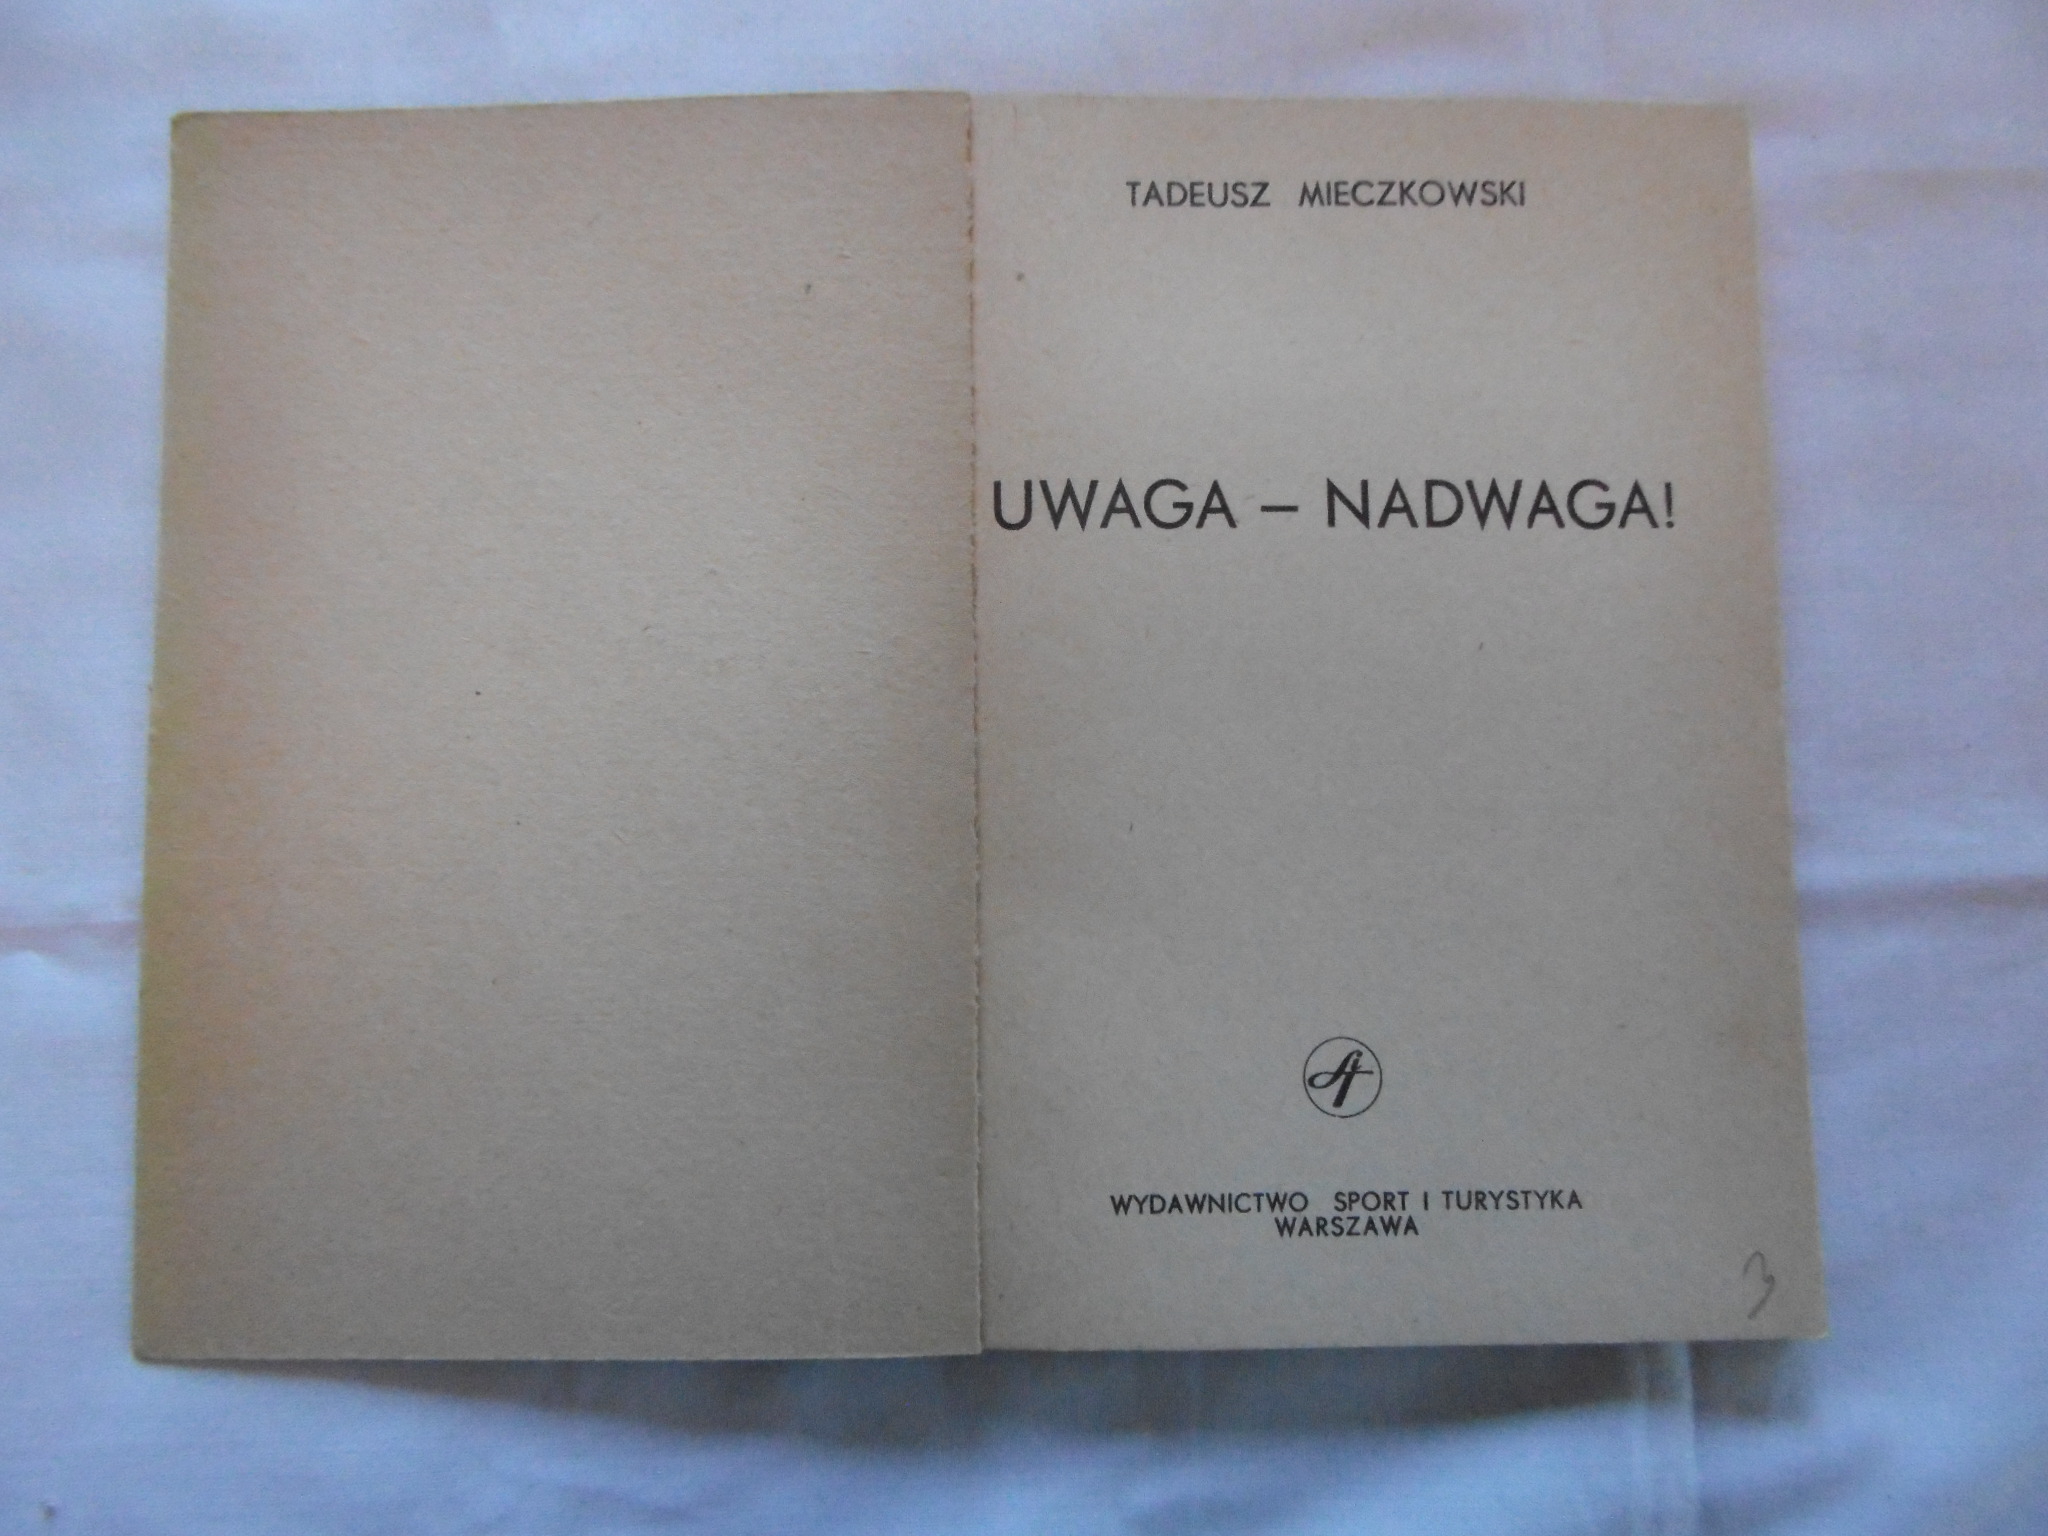 TADEUSZ MIECZKOWSKI
UWAGA – NADWAGA!
WYDAWNICTWO SPORT I TURYSTYKA
WARSZAWA
3